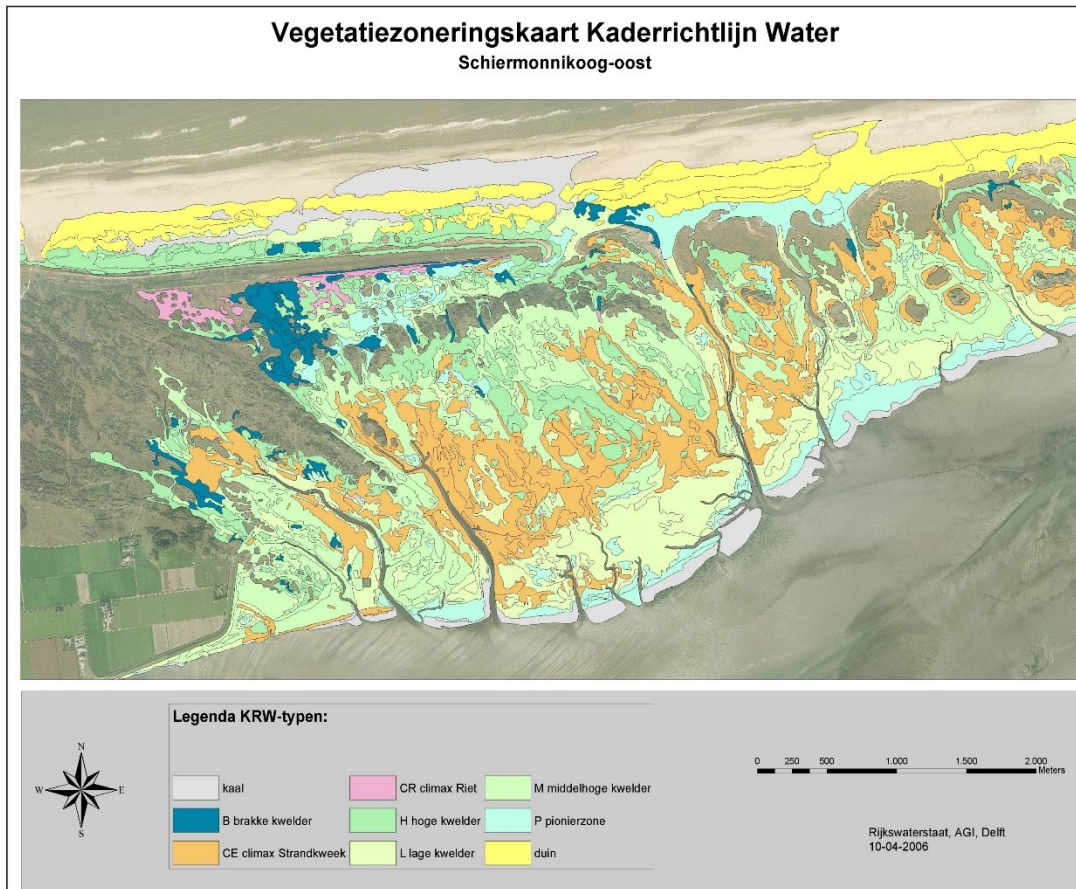 Vegetatiezoneringskaart Kaderrichtlijn Water
Schiermonnikoog-oost
Legenda KRW-typen:
N
W E
S
kaal
CR climax Riet
M middelhoge kwelder
B brakke kwelder
H hoge kwelder
P pionierzone
CE climax Strandkweek
L lage kwelder
duin
0 250 500 1.000 1.500 2.000
Meters
Rijkswaterstaat, AGI, Delft
10-04-2006